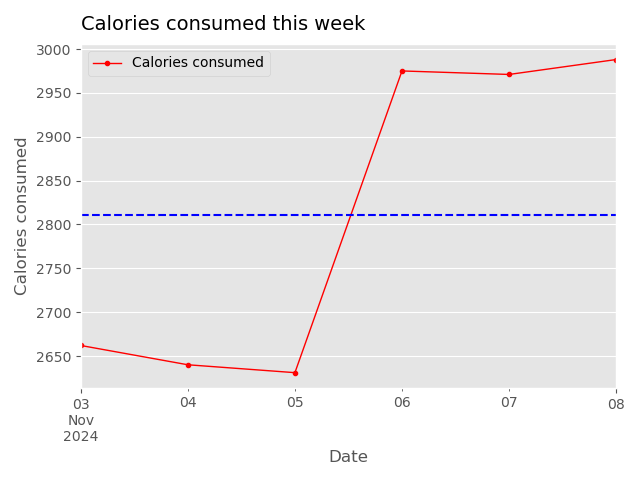 Calories consumed this week
3000
Calories consumed
2950
2900
2850
2800
2750
2700
2650
Calories consumed
03 04 05 06 07 08
Nov
2024
Date